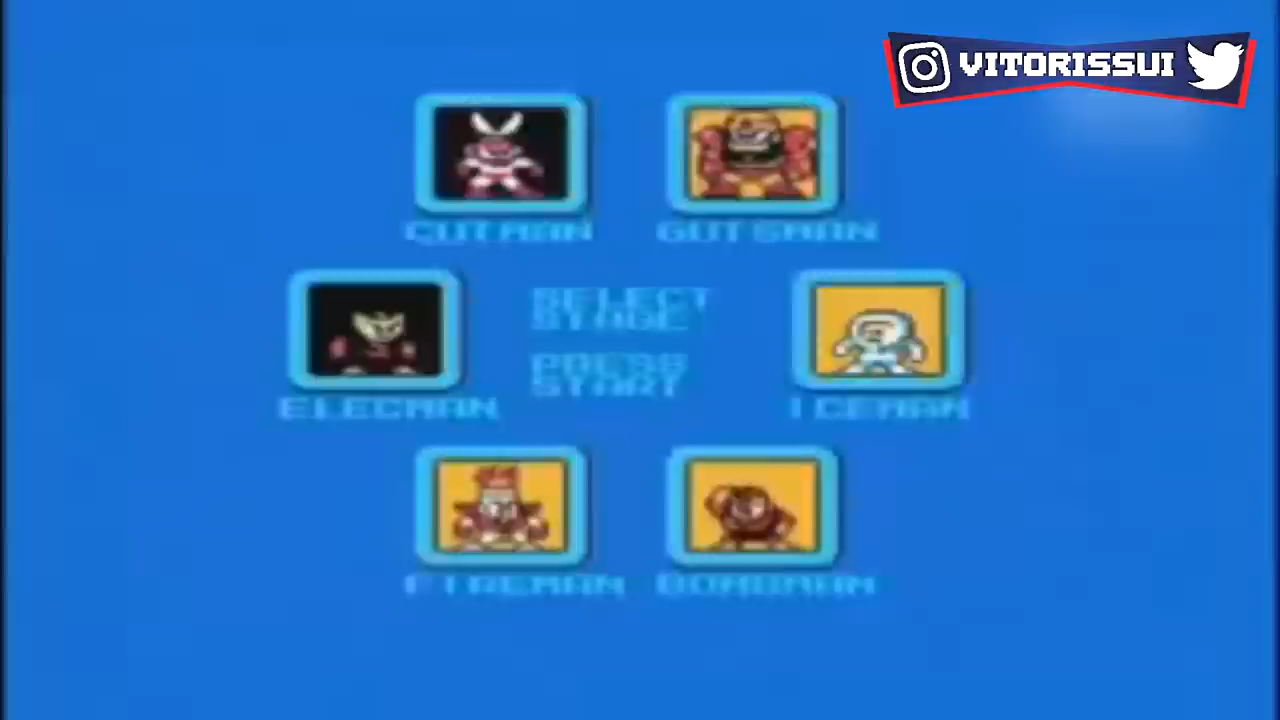 VITORISSUI
CUTMAN GUTSMAN
SELECT
STAGE
PRESS
START
ELECMAN ICEMAN
FIREMAN BOMBMAN